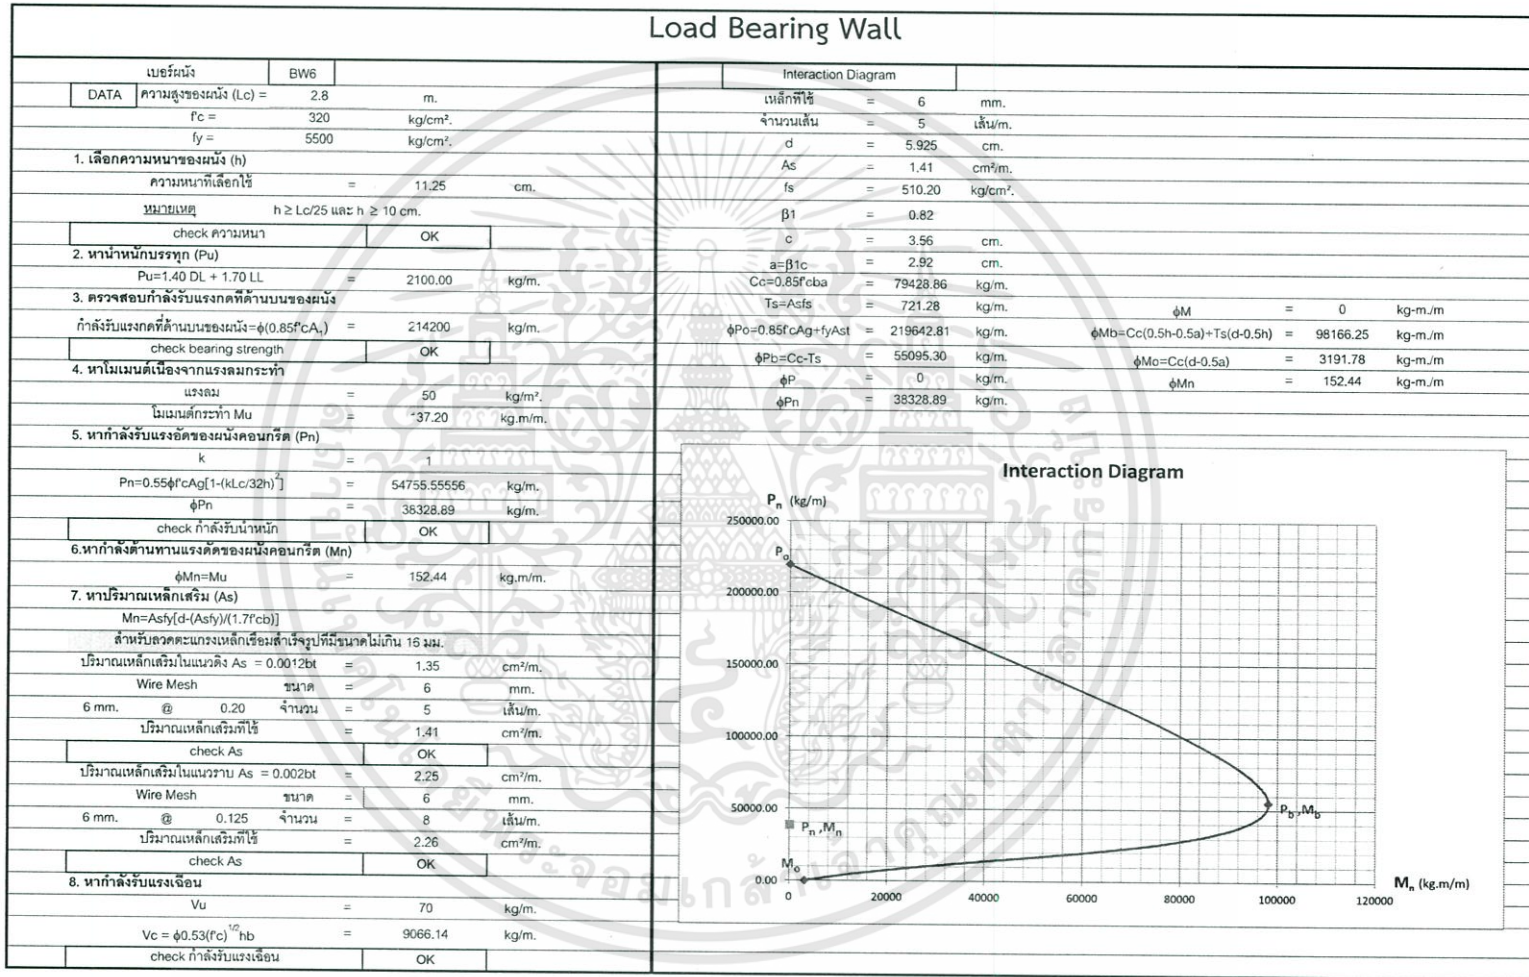 Load Bearing Wall
เบอร์ผนัง BW6
DATA ความสูงของผนัง (Lc) = 2.8 m.
f'c = 320 kg/cm².
fy = 5500 kg/cm².
1. เลือกความหนาของผนัง (h)
ความหนาที่เลือกใช้ = 11.25 cm.
หมายเหตุ h ≥ Lc/25 และ h ≥ 10 cm.
check ความหนา OK
2. หาน้ำหนักบรรทุก (Pu)
Pu=1.40 DL + 1.70 LL = 2100.00 kg/m.
3. ตรวจสอบกำลังรับแรงกดที่ด้านบนของผนัง
กำลังรับแรงกดที่ด้านบนของผนัง=ϕ(0.85f'cA₁) = 214200 kg/m.
check bearing strength OK
4. หาโมเมนต์เนื่องจากแรงลมกระทำ
แรงลม = 50 kg/m².
โมเมนต์กระทำ Mu = 137.20 kg.m/m.
5. หากำลังรับแรงอัดของผนังคอนกรีต (Pn)
k = 1
Pn=0.55ϕf'cAg[1-(kLc/32h)²] = 54755.55556 kg/m.
ϕPn = 38328.89 kg/m.
check กำลังรับน้ำหนัก OK
6.หากำลังต้านทานแรงดัดของผนังคอนกรีต (Mn)
ϕMn=Mu = 152.44 kg.m/m.
7. หาปริมาณเหล็กเสริม (As)
Mn=Asfy[d-(Asfy)/(1.7f'cb)]
สำหรับลวดตะแกรงเหล็กเชื่อมสำเร็จรูปที่มีขนาดไม่เกิน 16 มม.
ปริมาณเหล็กเสริมในแนวดิ่ง As = 0.0012bt = 1.35 cm²/m.
Wire Mesh ขนาด = 6 mm.
6 mm. @ 0.20 จำนวน = 5 เส้น/m.
ปริมาณเหล็กเสริมที่ใช้ = 1.41 cm²/m.
check As OK
ปริมาณเหล็กเสริมในแนวราบ As = 0.002bt = 2.25 cm²/m.
Wire Mesh ขนาด = 6 mm.
6 mm. @ 0.125 จำนวน = 8 เส้น/m.
ปริมาณเหล็กเสริมที่ใช้ = 2.26 cm²/m.
check As OK
8. หากำลังรับแรงเฉือน
Vu = 70 kg/m.
Vc = ϕ0.53(f'c)^1/2hb = 9066.14 kg/m.
check กำลังรับแรงเฉือน OK
Interaction Diagram
เหล็กที่ใช้ = 6 mm.
จำนวนเส้น = 5 เส้น/m.
d = 5.925 cm.
As = 1.41 cm²/m.
fs = 510.20 kg/cm².
β1 = 0.82
c = 3.56 cm.
a=β1c = 2.92 cm.
Cc=0.85f'cba = 79428.86 kg/m.
Ts=Asfs = 721.28 kg/m. ϕM = 0 kg-m./m
ϕPo=0.85f'cAg+fyAst = 219642.81 kg/m. ϕMb=Cc(0.5h-0.5a)+Ts(d-0.5h) = 98166.25 kg-m./m
ϕPb=Cc-Ts = 55095.30 kg/m. ϕMo=Cc(d-0.5a) = 3191.78 kg-m./m
ϕP = 0 kg/m. ϕMn = 152.44 kg-m./m
ϕPn = 38328.89 kg/m.
Interaction Diagram
Pn (kg/m)
250000.00
Po
200000.00
150000.00
100000.00
50000.00
Pb,Mb
Pn,Mn
Mo
0.00
0 20000 40000 60000 80000 100000 120000
Mn (kg.m/m)